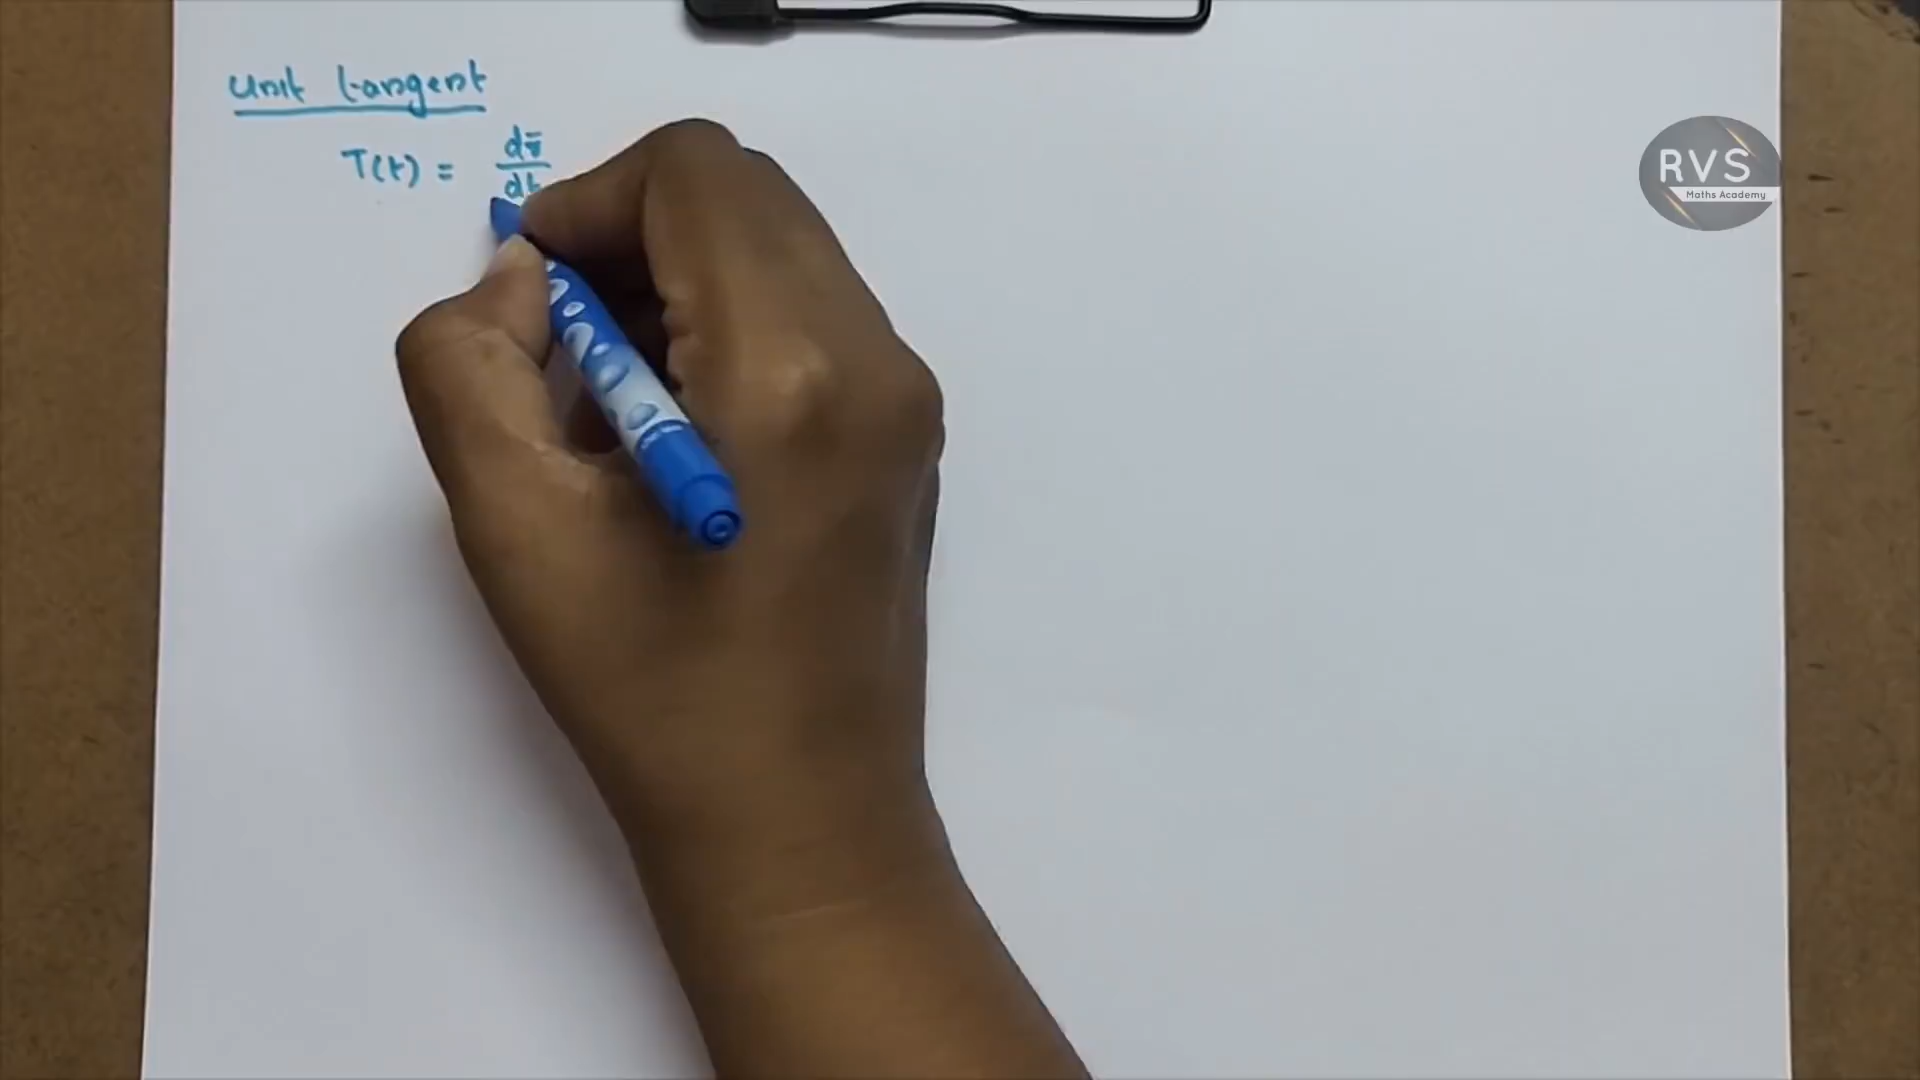 Unit tangent
T(t) = dr̄/dt
RVS
Maths Academy